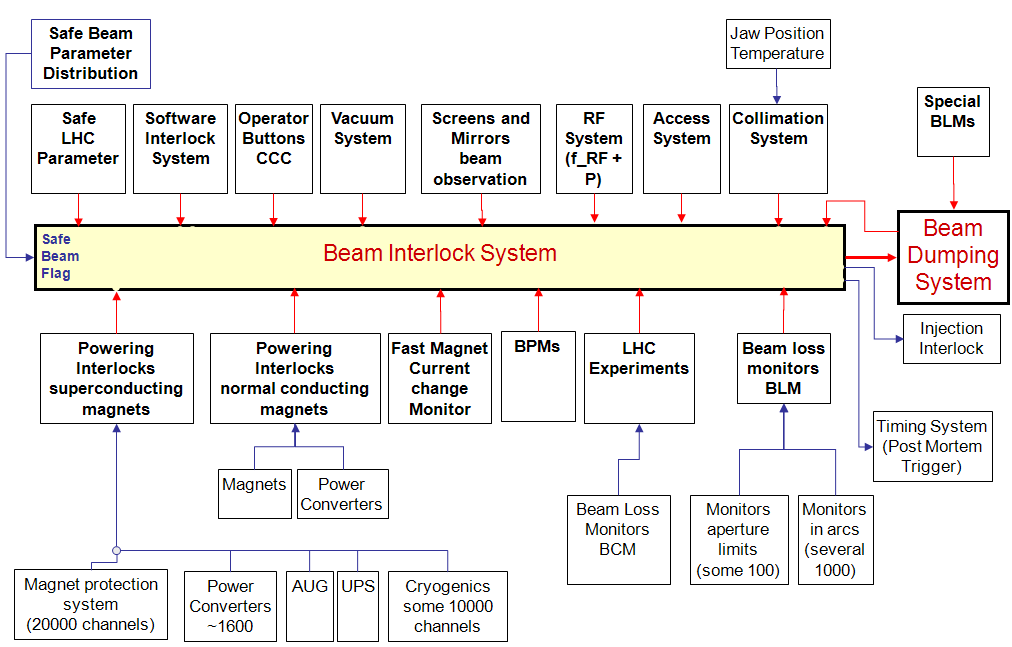 Safe Beam
Parameter
Distribution
Jaw Position
Temperature
Safe
LHC
Parameter
Software
Interlock
System
Operator
Buttons
CCC
Vacuum
System
Screens and
Mirrors
beam
observation
RF
System
(f_RF +
P)
Access
System
Collimation
System
Special
BLMs
Safe
Beam
Flag
Beam Interlock System
Beam
Dumping
System
Injection
Interlock
Powering
Interlocks
superconducting
magnets
Powering
Interlocks
normal conducting
magnets
Fast Magnet
Current
change
Monitor
BPMs
LHC
Experiments
Beam loss
monitors
BLM
Timing System
(Post Mortem
Trigger)
Magnets
Power
Converters
Beam Loss
Monitors
BCM
Monitors
aperture
limits
(some 100)
Monitors
in arcs
(several
1000)
Magnet protection
system
(20000 channels)
Power
Converters
~1600
AUG
UPS
Cryogenics
some 10000
channels